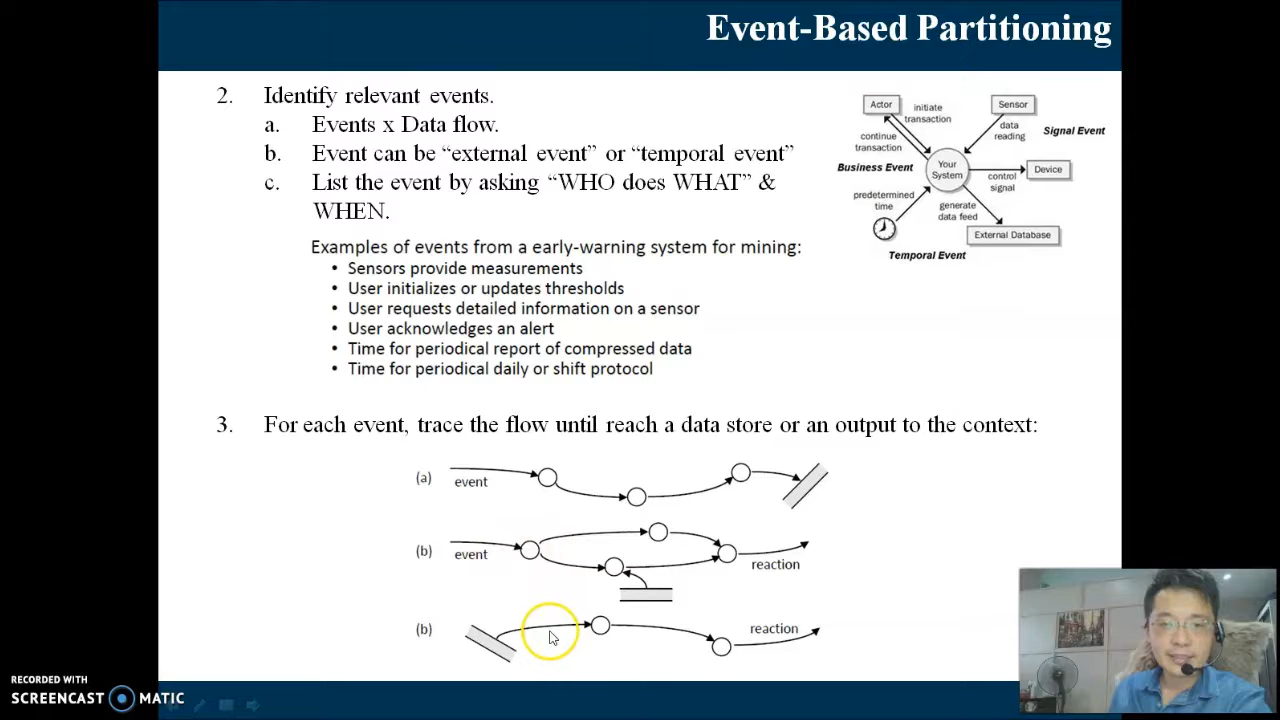 Event-Based Partitioning
2. Identify relevant events.
a. Events x Data flow.
b. Event can be “external event” or “temporal event”
c. List the event by asking “WHO does WHAT” &
WHEN.
Actor
initiate
transaction
Sensor
data
reading
Signal Event
continue
transaction
Business Event
Your
System
control
signal
Device
predetermined
time
generate
data feed
External Database
Temporal Event
Examples of events from a early-warning system for mining:
• Sensors provide measurements
• User initializes or updates thresholds
• User requests detailed information on a sensor
• User acknowledges an alert
• Time for periodical report of compressed data
• Time for periodical daily or shift protocol
3. For each event, trace the flow until reach a data store or an output to the context:
(a) event
(b) event
reaction
(b)
reaction
RECORDED WITH
SCREENCAST MATIC